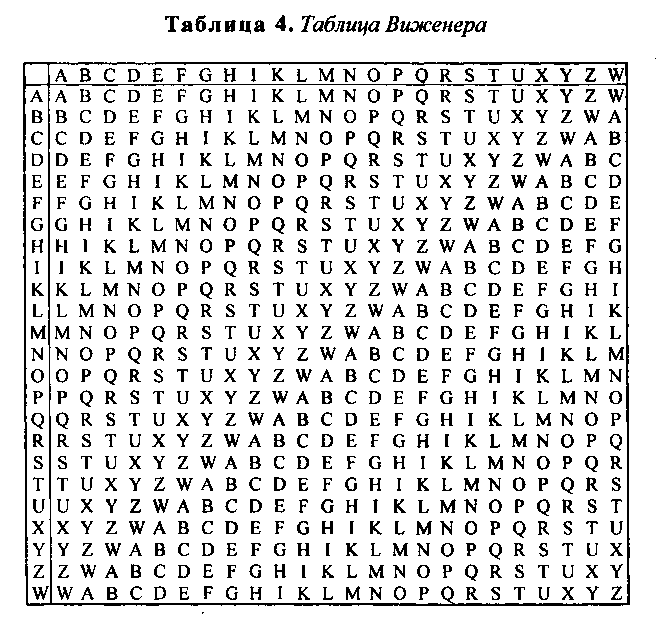 Таблица 4. Таблица Виженера
A B C D E F G H I K L M N O P Q R S T U X Y Z W
A A B C D E F G H I K L M N O P Q R S T U X Y Z W
B B C D E F G H I K L M N O P Q R S T U X Y Z W A
C C D E F G H I K L M N O P Q R S T U X Y Z W A B
D D E F G H I K L M N O P Q R S T U X Y Z W A B C
E E F G H I K L M N O P Q R S T U X Y Z W A B C D
F F G H I K L M N O P Q R S T U X Y Z W A B C D E
G G H I K L M N O P Q R S T U X Y Z W A B C D E F
H H I K L M N O P Q R S T U X Y Z W A B C D E F G
I I K L M N O P Q R S T U X Y Z W A B C D E F G H
K K L M N O P Q R S T U X Y Z W A B C D E F G H I
L L M N O P Q R S T U X Y Z W A B C D E F G H I K
M M N O P Q R S T U X Y Z W A B C D E F G H I K L
N N O P Q R S T U X Y Z W A B C D E F G H I K L M
O O P Q R S T U X Y Z W A B C D E F G H I K L M N
P P Q R S T U X Y Z W A B C D E F G H I K L M N O
Q Q R S T U X Y Z W A B C D E F G H I K L M N O P
R R S T U X Y Z W A B C D E F G H I K L M N O P Q
S S T U X Y Z W A B C D E F G H I K L M N O P Q R
T T U X Y Z W A B C D E F G H I K L M N O P Q R S
U U X Y Z W A B C D E F G H I K L M N O P Q R S T
X X Y Z W A B C D E F G H I K L M N O P Q R S T U
Y Y Z W A B C D E F G H I K L M N O P Q R S T U X
Z Z W A B C D E F G H I K L M N O P Q R S T U X Y
W W A B C D E F G H I K L M N O P Q R S T U X Y Z